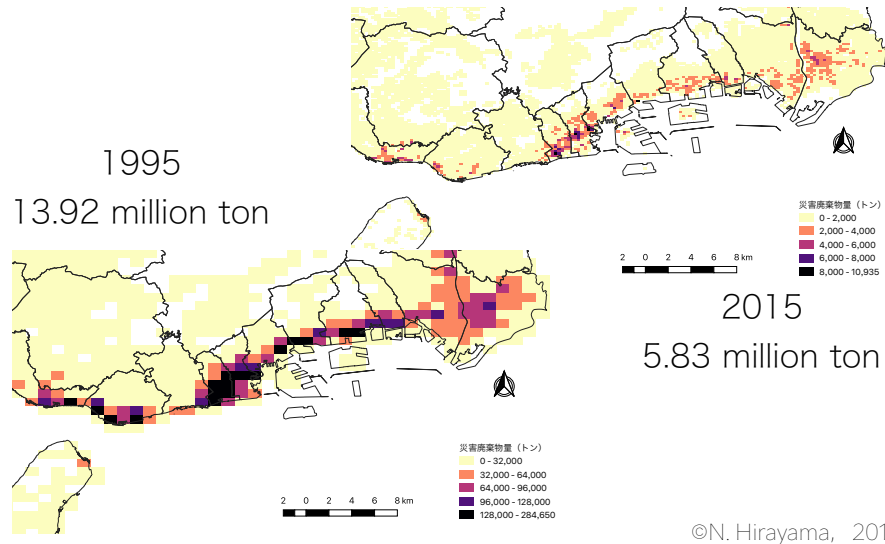 1995
13.92 million ton
災害廃棄物量（トン）
0 - 2,000
2,000 - 4,000
4,000 - 6,000
6,000 - 8,000
8,000 - 10,935
2 0 2 4 6 8 km
2015
5.83 million ton
災害廃棄物量（トン）
0 - 32,000
32,000 - 64,000
64,000 - 96,000
96,000 - 128,000
128,000 - 284,650
2 0 2 4 6 8 km
©N. Hirayama, 201